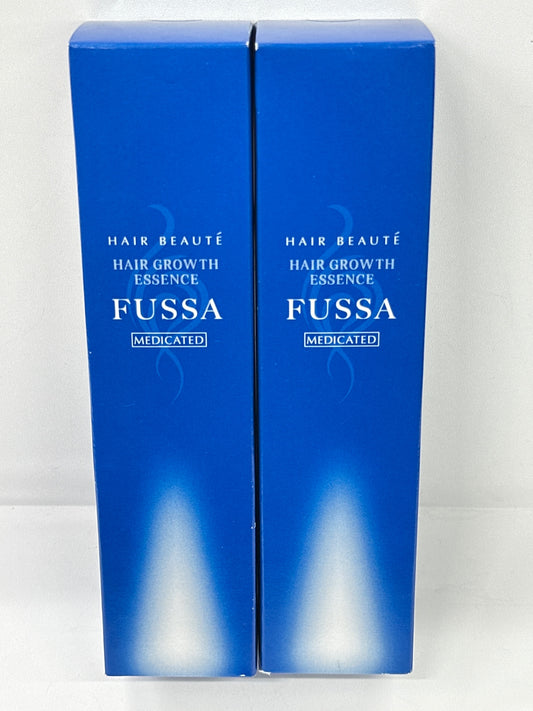 HAIR BEAUTÉ
HAIR GROWTH
ESSENCE
FUSSA
MEDICATED
HAIR BEAUTÉ
HAIR GROWTH
ESSENCE
FUSSA
MEDICATED